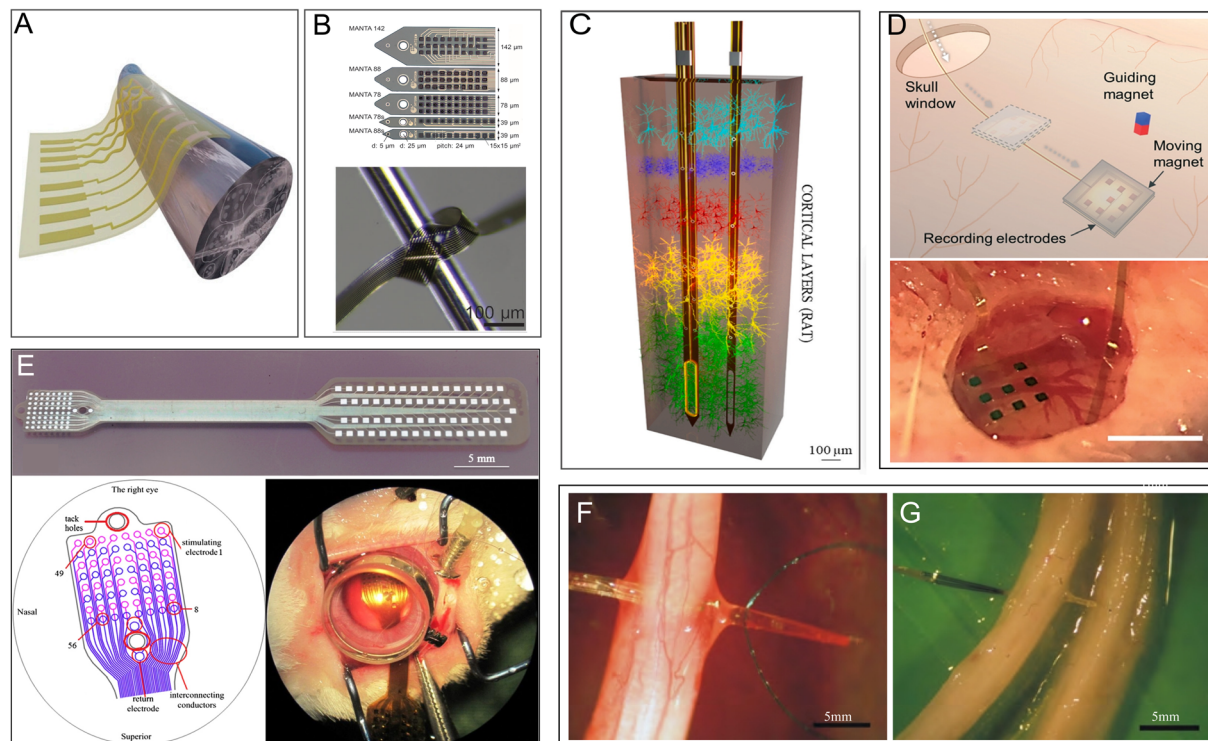 A
B
MANTA 142
142 µm
MANTA 88
88 µm
MANTA 78
78 µm
MANTA 78s
39 µm
MANTA 88s
39 µm
d: 5 µm d: 25 µm pitch: 24 µm 15x15 µm²
100 µm
C
CORTICAL LAYERS (RAT)
100 µm
D
Skull
window
Guiding
magnet
Moving
magnet
Recording electrodes
E
5 mm
The right eye
tack
holes
stimulating
electrode1
49
Nasal
8
56
return
electrode
interconnecting
conductors
Superior
F
5mm
G
5mm